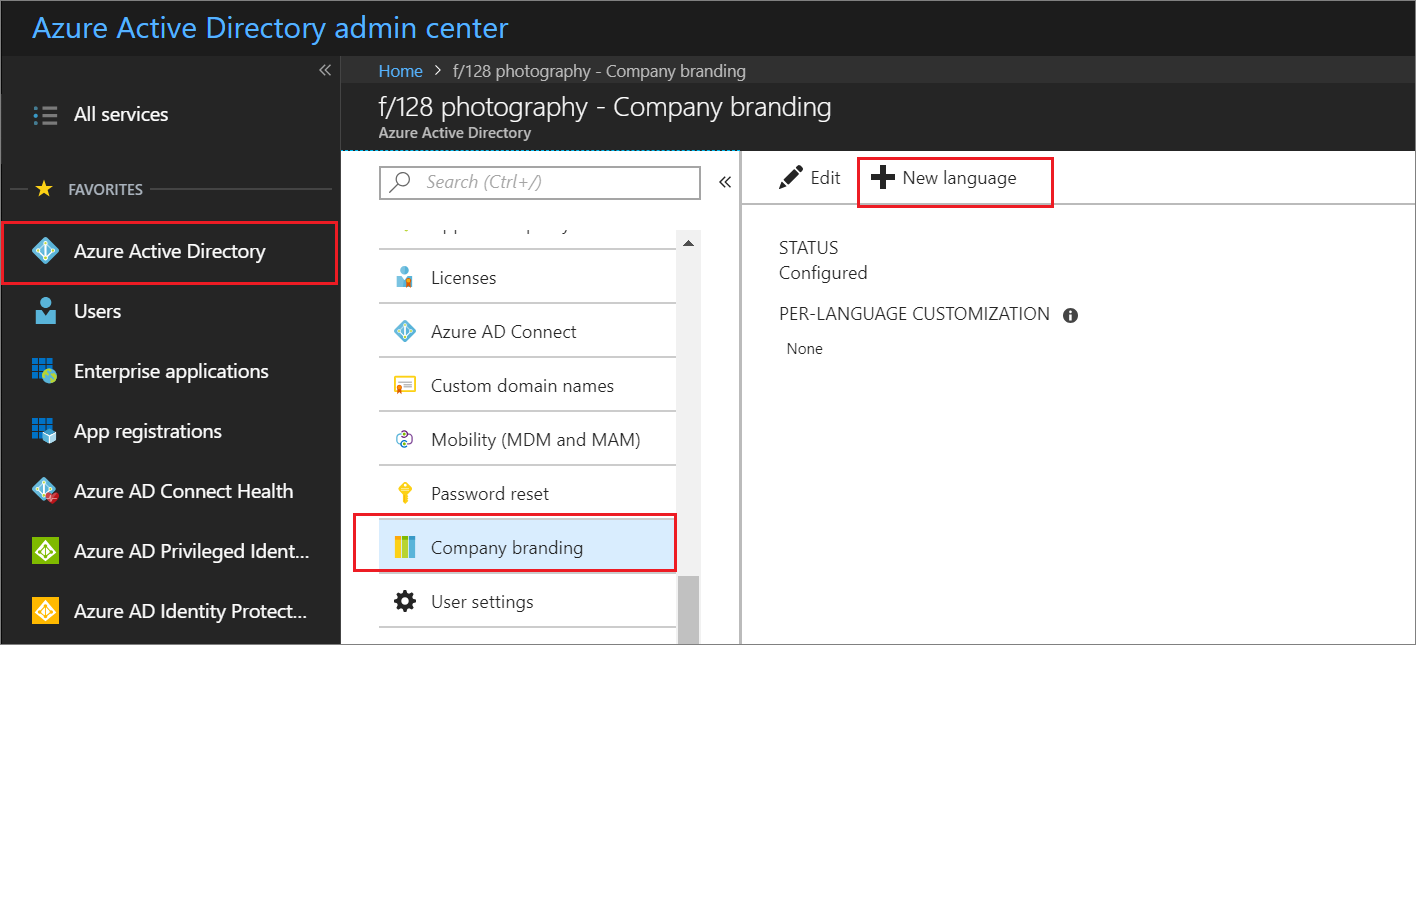 Azure Active Directory admin center
All services
FAVORITES
Azure Active Directory
Users
Enterprise applications
App registrations
Azure AD Connect Health
Azure AD Privileged Ident...
Azure AD Identity Protect...
Home > f/128 photography - Company branding
f/128 photography - Company branding
Azure Active Directory
Search (Ctrl+/)
Licenses
Azure AD Connect
Custom domain names
Mobility (MDM and MAM)
Password reset
Company branding
User settings
Edit
New language
STATUS
Configured
PER-LANGUAGE CUSTOMIZATION
None